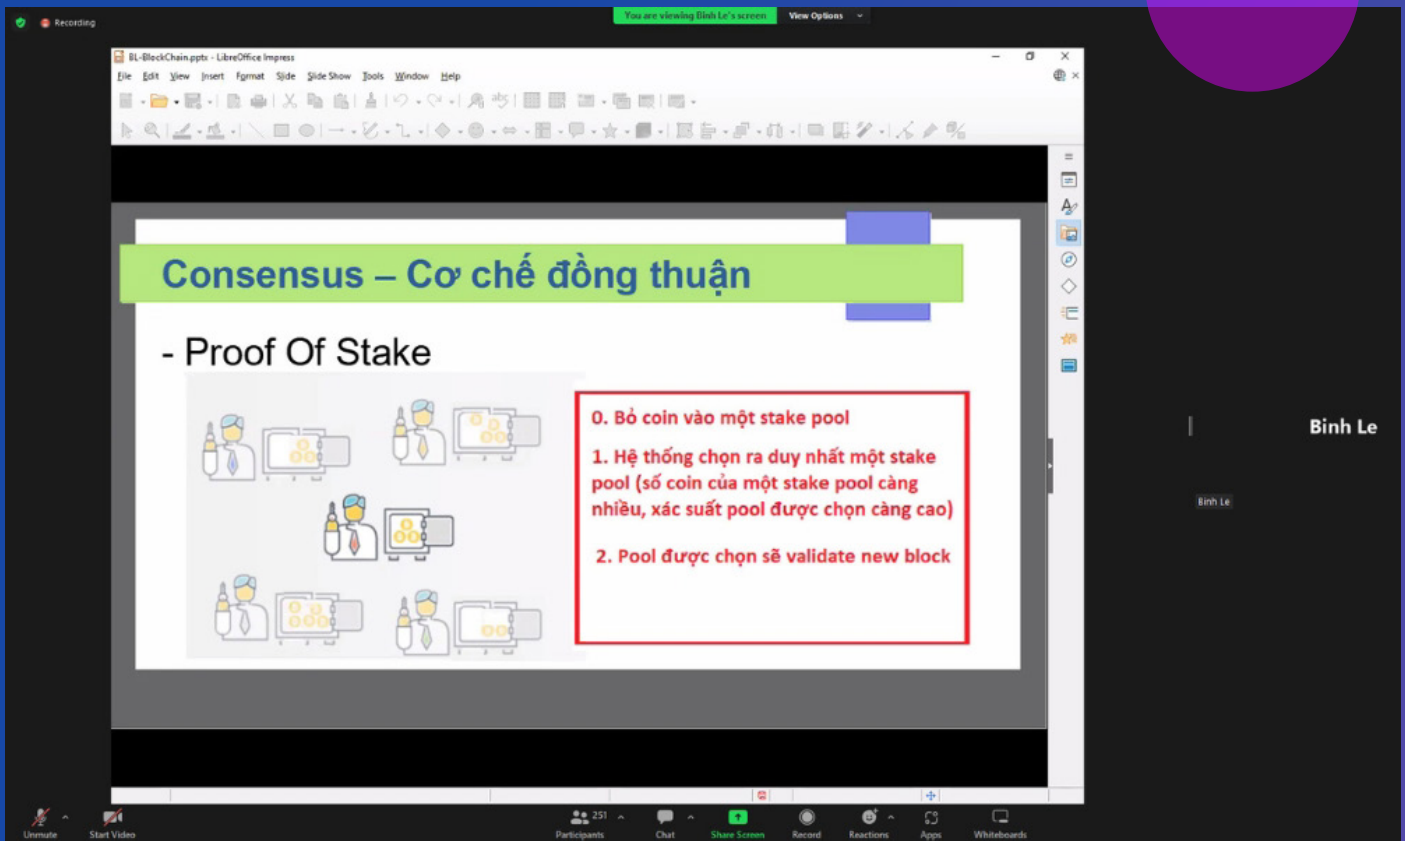 Recording
You are viewing Binh Le's screen View Options
BL-BlockChain.pptx - LibreOffice Impress
File Edit View Insert Format Slide Slide Show Tools Window Help
Consensus – Cơ chế đồng thuận
- Proof Of Stake
0. Bỏ coin vào một stake pool
1. Hệ thống chọn ra duy nhất một stake
pool (số coin của một stake pool càng
nhiều, xác suất pool được chọn càng cao)
2. Pool được chọn sẽ validate new block
Binh Le
Binh Le
Unmute Start Video Participants 251 Chat Share Screen Record Reactions Apps Whiteboards